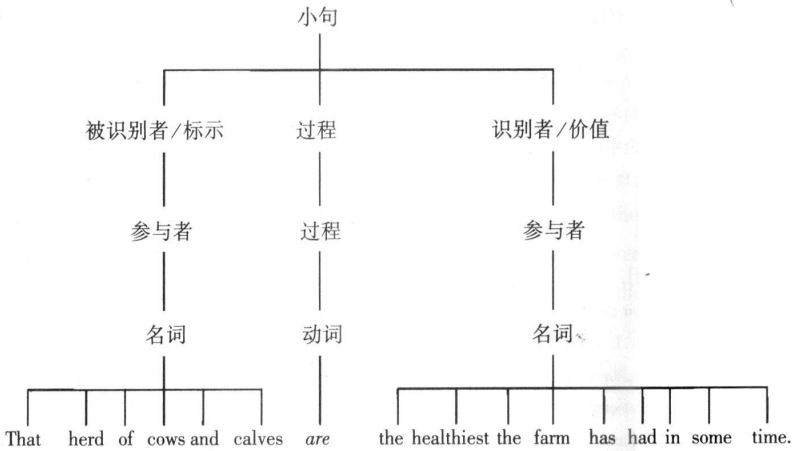 小句
被识别者/标示 过程 识别者/价值
参与者 过程 参与者
名词 动词 名词
That herd of cows and calves are the healthiest the farm has had in some time.